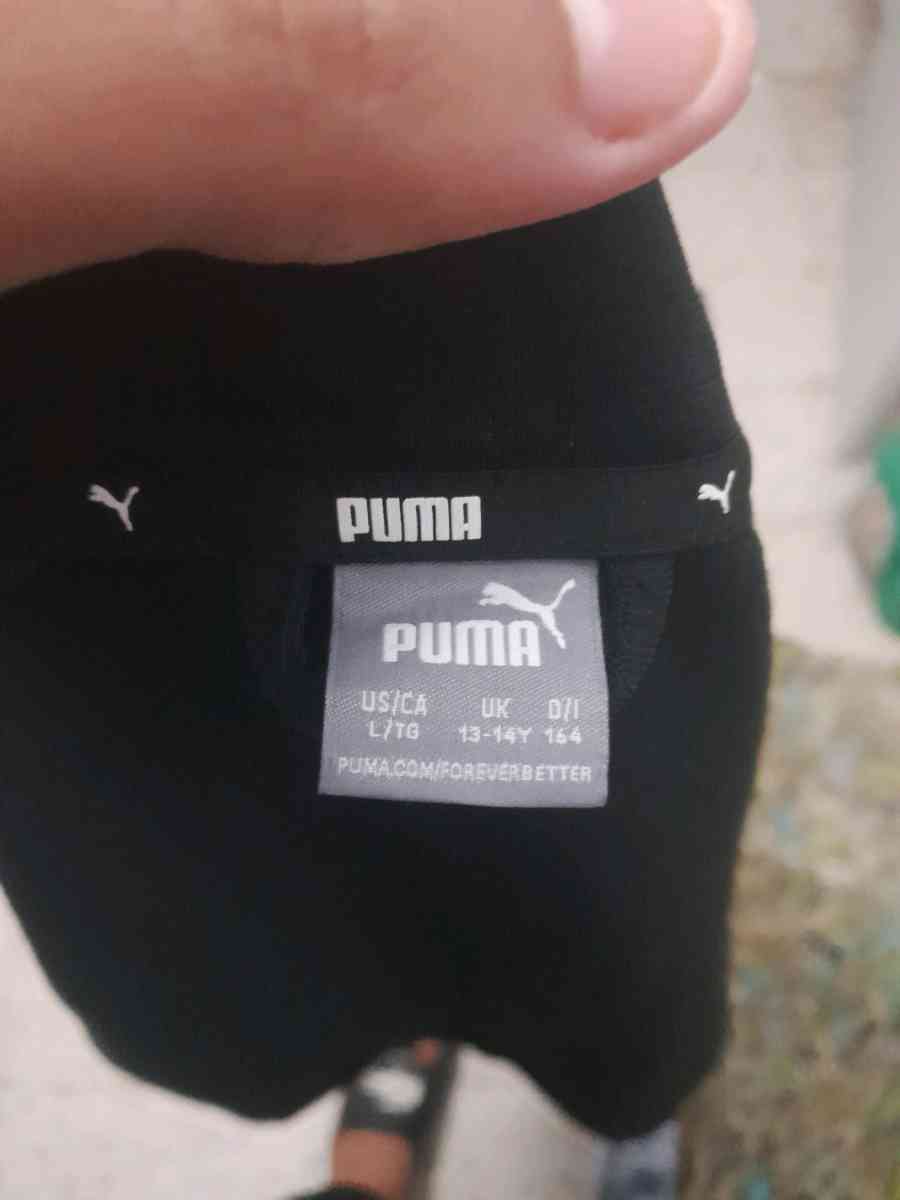 PUMA
PUMA
US/CA UK D/I
L/TG 13-14Y 164
PUMA.COM/FOREVERBETTER